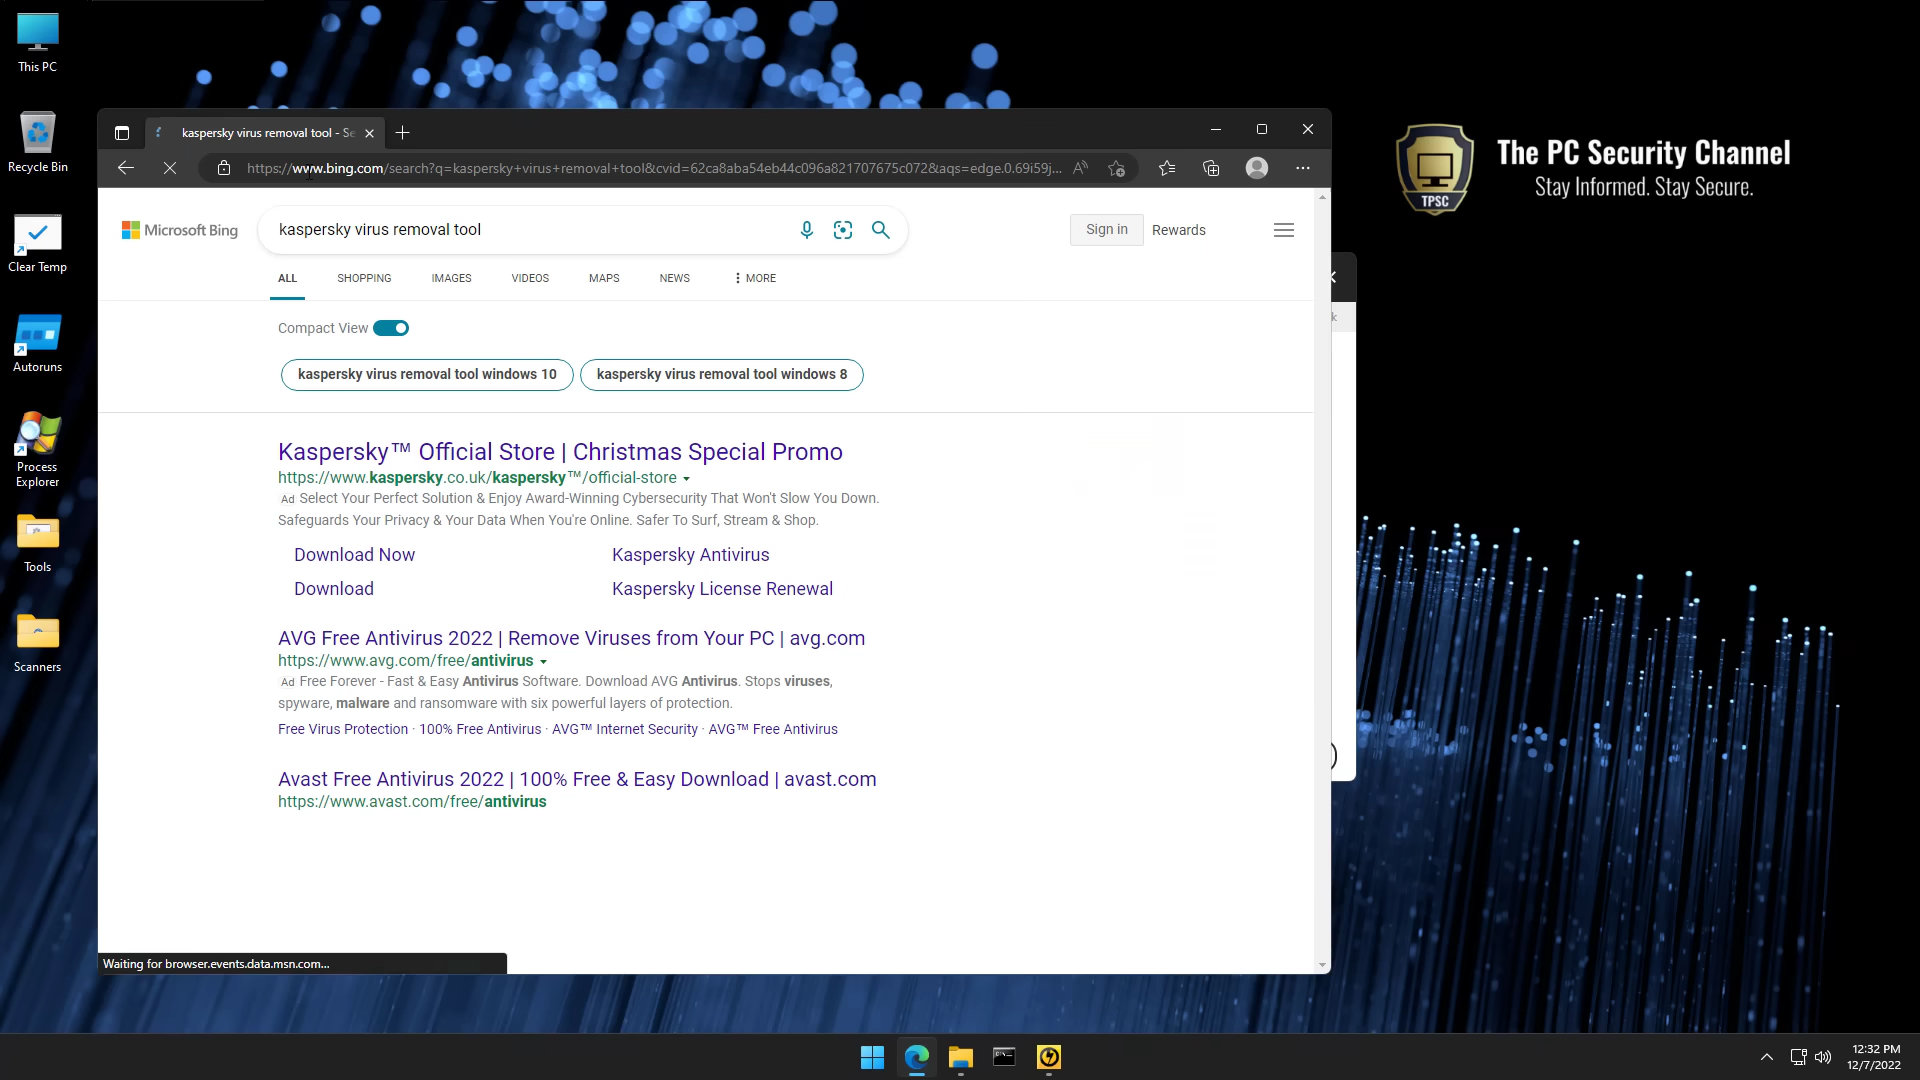 This PC
Recycle Bin
Clear Temp
Autoruns
Process
Explorer
Tools
Scanners
kaspersky virus removal tool - Se
https://www.bing.com/search?q=kaspersky+virus+removal+tool&cvid=62ca8aba54eb44c096a821707675c072&aqs=edge.0.69i59j...
Microsoft Bing
kaspersky virus removal tool
Sign in
Rewards
ALL SHOPPING IMAGES VIDEOS MAPS NEWS MORE
Compact View
kaspersky virus removal tool windows 10
kaspersky virus removal tool windows 8
Kaspersky™ Official Store | Christmas Special Promo
https://www.kaspersky.co.uk/kaspersky™/official-store
Ad Select Your Perfect Solution & Enjoy Award-Winning Cybersecurity That Won't Slow You Down.
Safeguards Your Privacy & Your Data When You're Online. Safer To Surf, Stream & Shop.
Download Now Kaspersky Antivirus
Download Kaspersky License Renewal
AVG Free Antivirus 2022 | Remove Viruses from Your PC | avg.com
https://www.avg.com/free/antivirus
Ad Free Forever - Fast & Easy Antivirus Software. Download AVG Antivirus. Stops viruses,
spyware, malware and ransomware with six powerful layers of protection.
Free Virus Protection · 100% Free Antivirus · AVG™ Internet Security · AVG™ Free Antivirus
Avast Free Antivirus 2022 | 100% Free & Easy Download | avast.com
https://www.avast.com/free/antivirus
Waiting for browser.events.data.msn.com...
TPSC
The PC Security Channel
Stay Informed. Stay Secure.
k
12:32 PM
12/7/2022